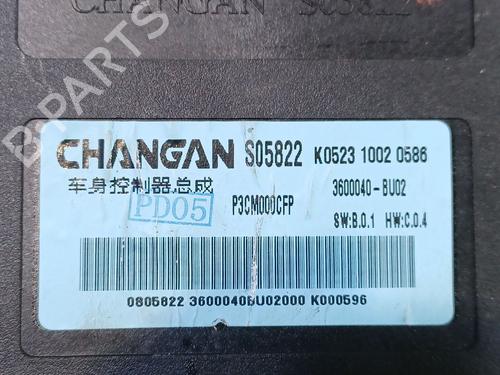 CHANGAN S05822
B PARTS
CHANGAN S05822 K0523 1002 0586
车身控制器总成 3600040-BU02
PD05 P3CM000CFP
SW:B.0.1 HW:C.0.4
0805822 3600040BU02000 K000596